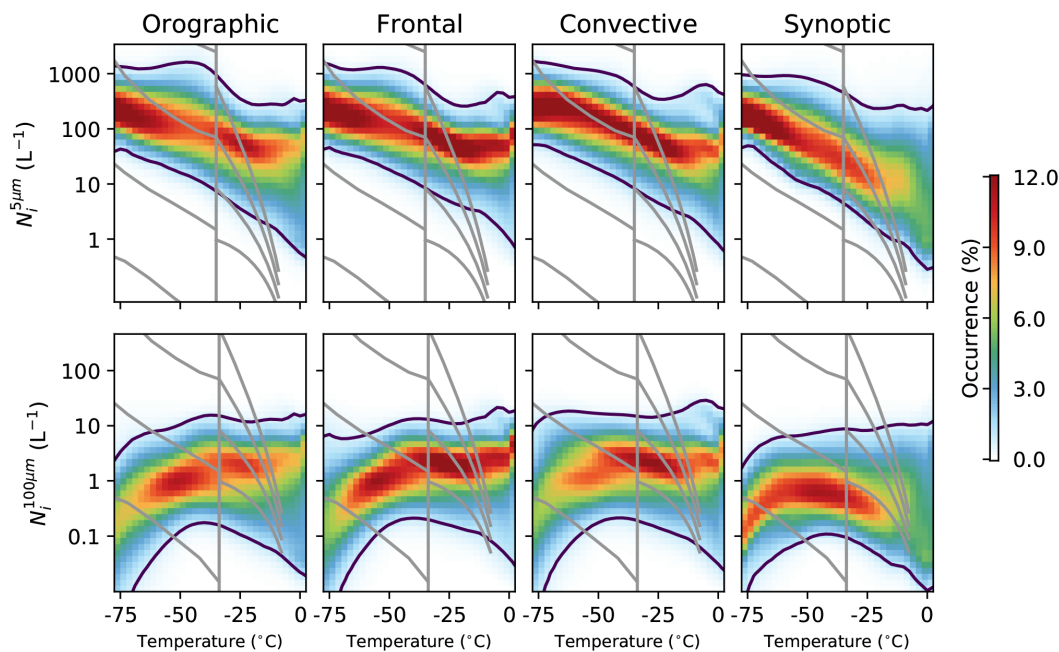 Orographic Frontal Convective Synoptic
1000
100
10
1
N_i^{5μm} (L⁻¹)
100
10
1
0.1
N_i^{100μm} (L⁻¹)
-75 -50 -25 0 -75 -50 -25 0 -75 -50 -25 0 -75 -50 -25 0
Temperature (°C) Temperature (°C) Temperature (°C) Temperature (°C)
12.0
9.0
6.0
3.0
0.0
Occurrence (%)